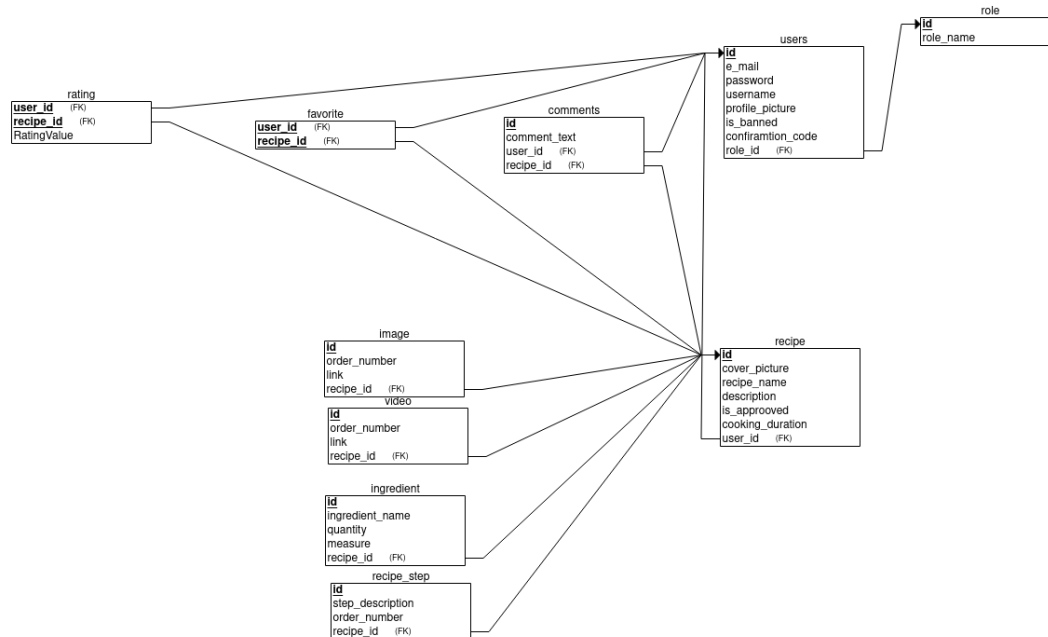 role
id
role_name
users
id
e_mail
password
username
profile_picture
is_banned
confiramtion_code
role_id (FK)
rating
user_id (FK)
recipe_id (FK)
RatingValue
favorite
user_id (FK)
recipe_id (FK)
comments
id
comment_text
user_id (FK)
recipe_id (FK)
image
id
order_number
link
recipe_id (FK)
video
id
order_number
link
recipe_id (FK)
recipe
id
cover_picture
recipe_name
description
is_approoved
cooking_duration
user_id (FK)
ingredient
id
ingredient_name
quantity
measure
recipe_id (FK)
recipe_step
id
step_description
order_number
recipe_id (FK)